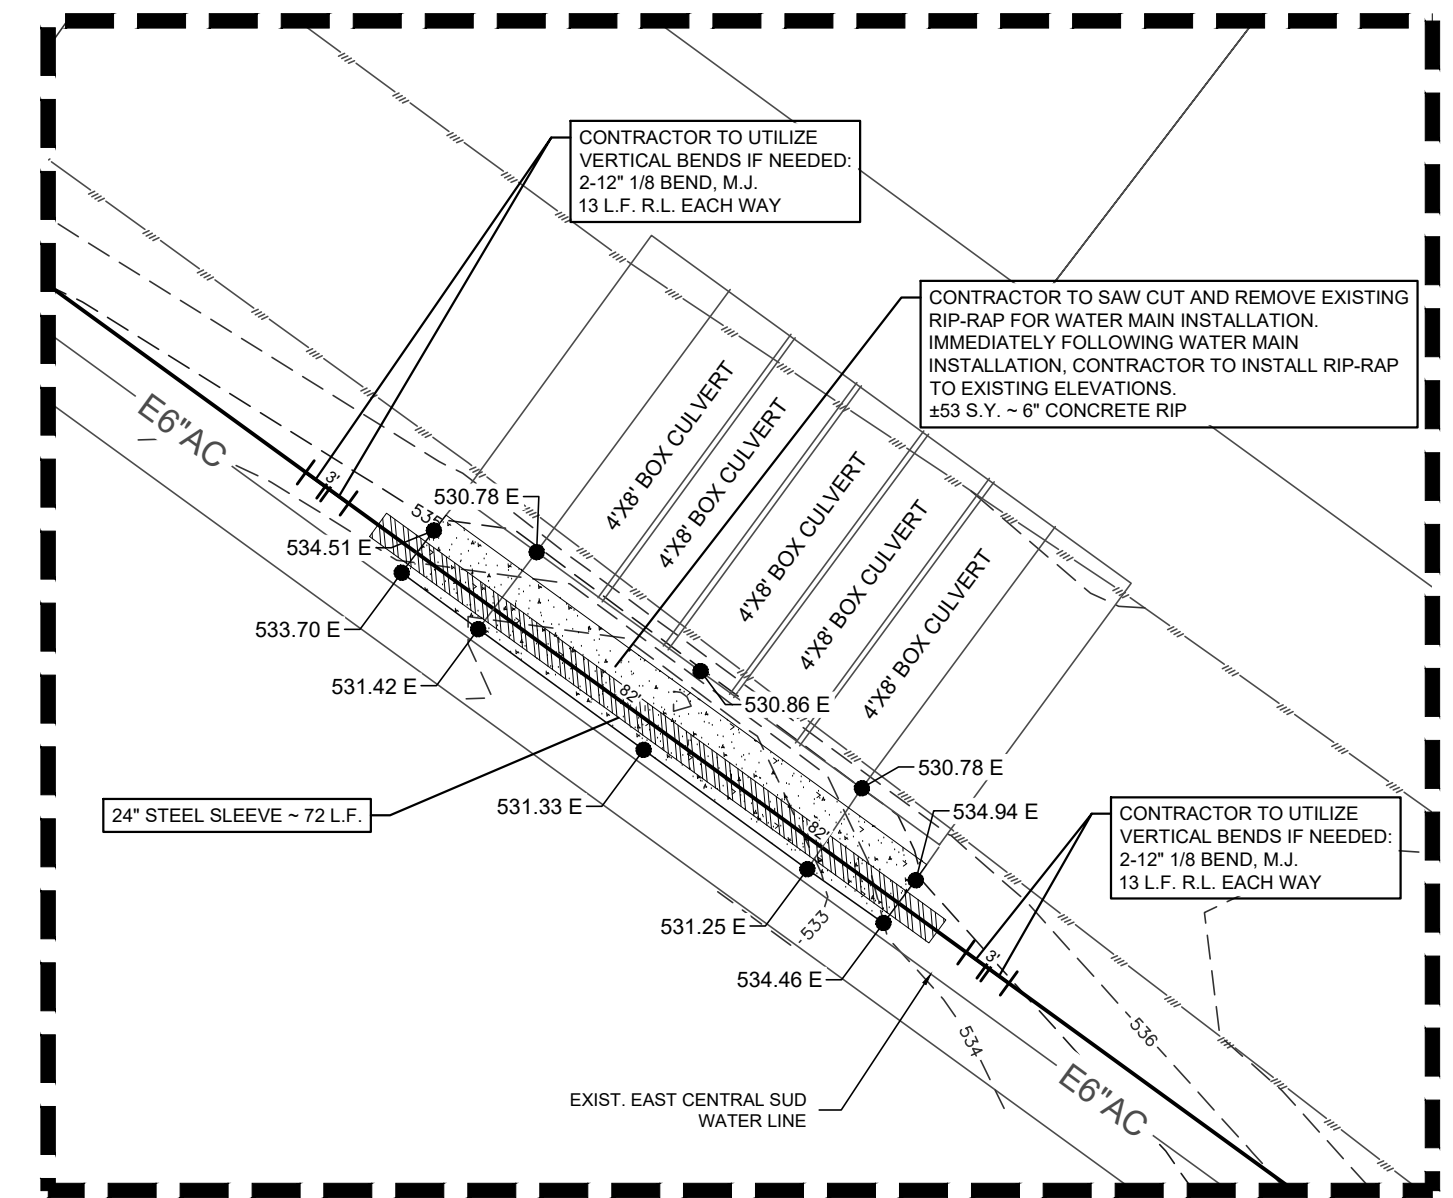 CONTRACTOR TO UTILIZE
VERTICAL BENDS IF NEEDED:
2-12" 1/8 BEND, M.J.
13 L.F. R.L. EACH WAY
CONTRACTOR TO SAW CUT AND REMOVE EXISTING
RIP-RAP FOR WATER MAIN INSTALLATION.
IMMEDIATELY FOLLOWING WATER MAIN
INSTALLATION, CONTRACTOR TO INSTALL RIP-RAP
TO EXISTING ELEVATIONS.
±53 S.Y. ~ 6" CONCRETE RIP
4'X8' BOX CULVERT
4'X8' BOX CULVERT
4'X8' BOX CULVERT
4'X8' BOX CULVERT
4'X8' BOX CULVERT
E6"AC
3'
535
530.78 E
534.51 E
533.70 E
531.42 E
82'
530.86 E
531.33 E
24" STEEL SLEEVE ~ 72 L.F.
530.78 E
534.94 E
82'
CONTRACTOR TO UTILIZE
VERTICAL BENDS IF NEEDED:
2-12" 1/8 BEND, M.J.
13 L.F. R.L. EACH WAY
531.25 E
533
534.46 E
3'
534
536
E6"AC
EXIST. EAST CENTRAL SUD
WATER LINE